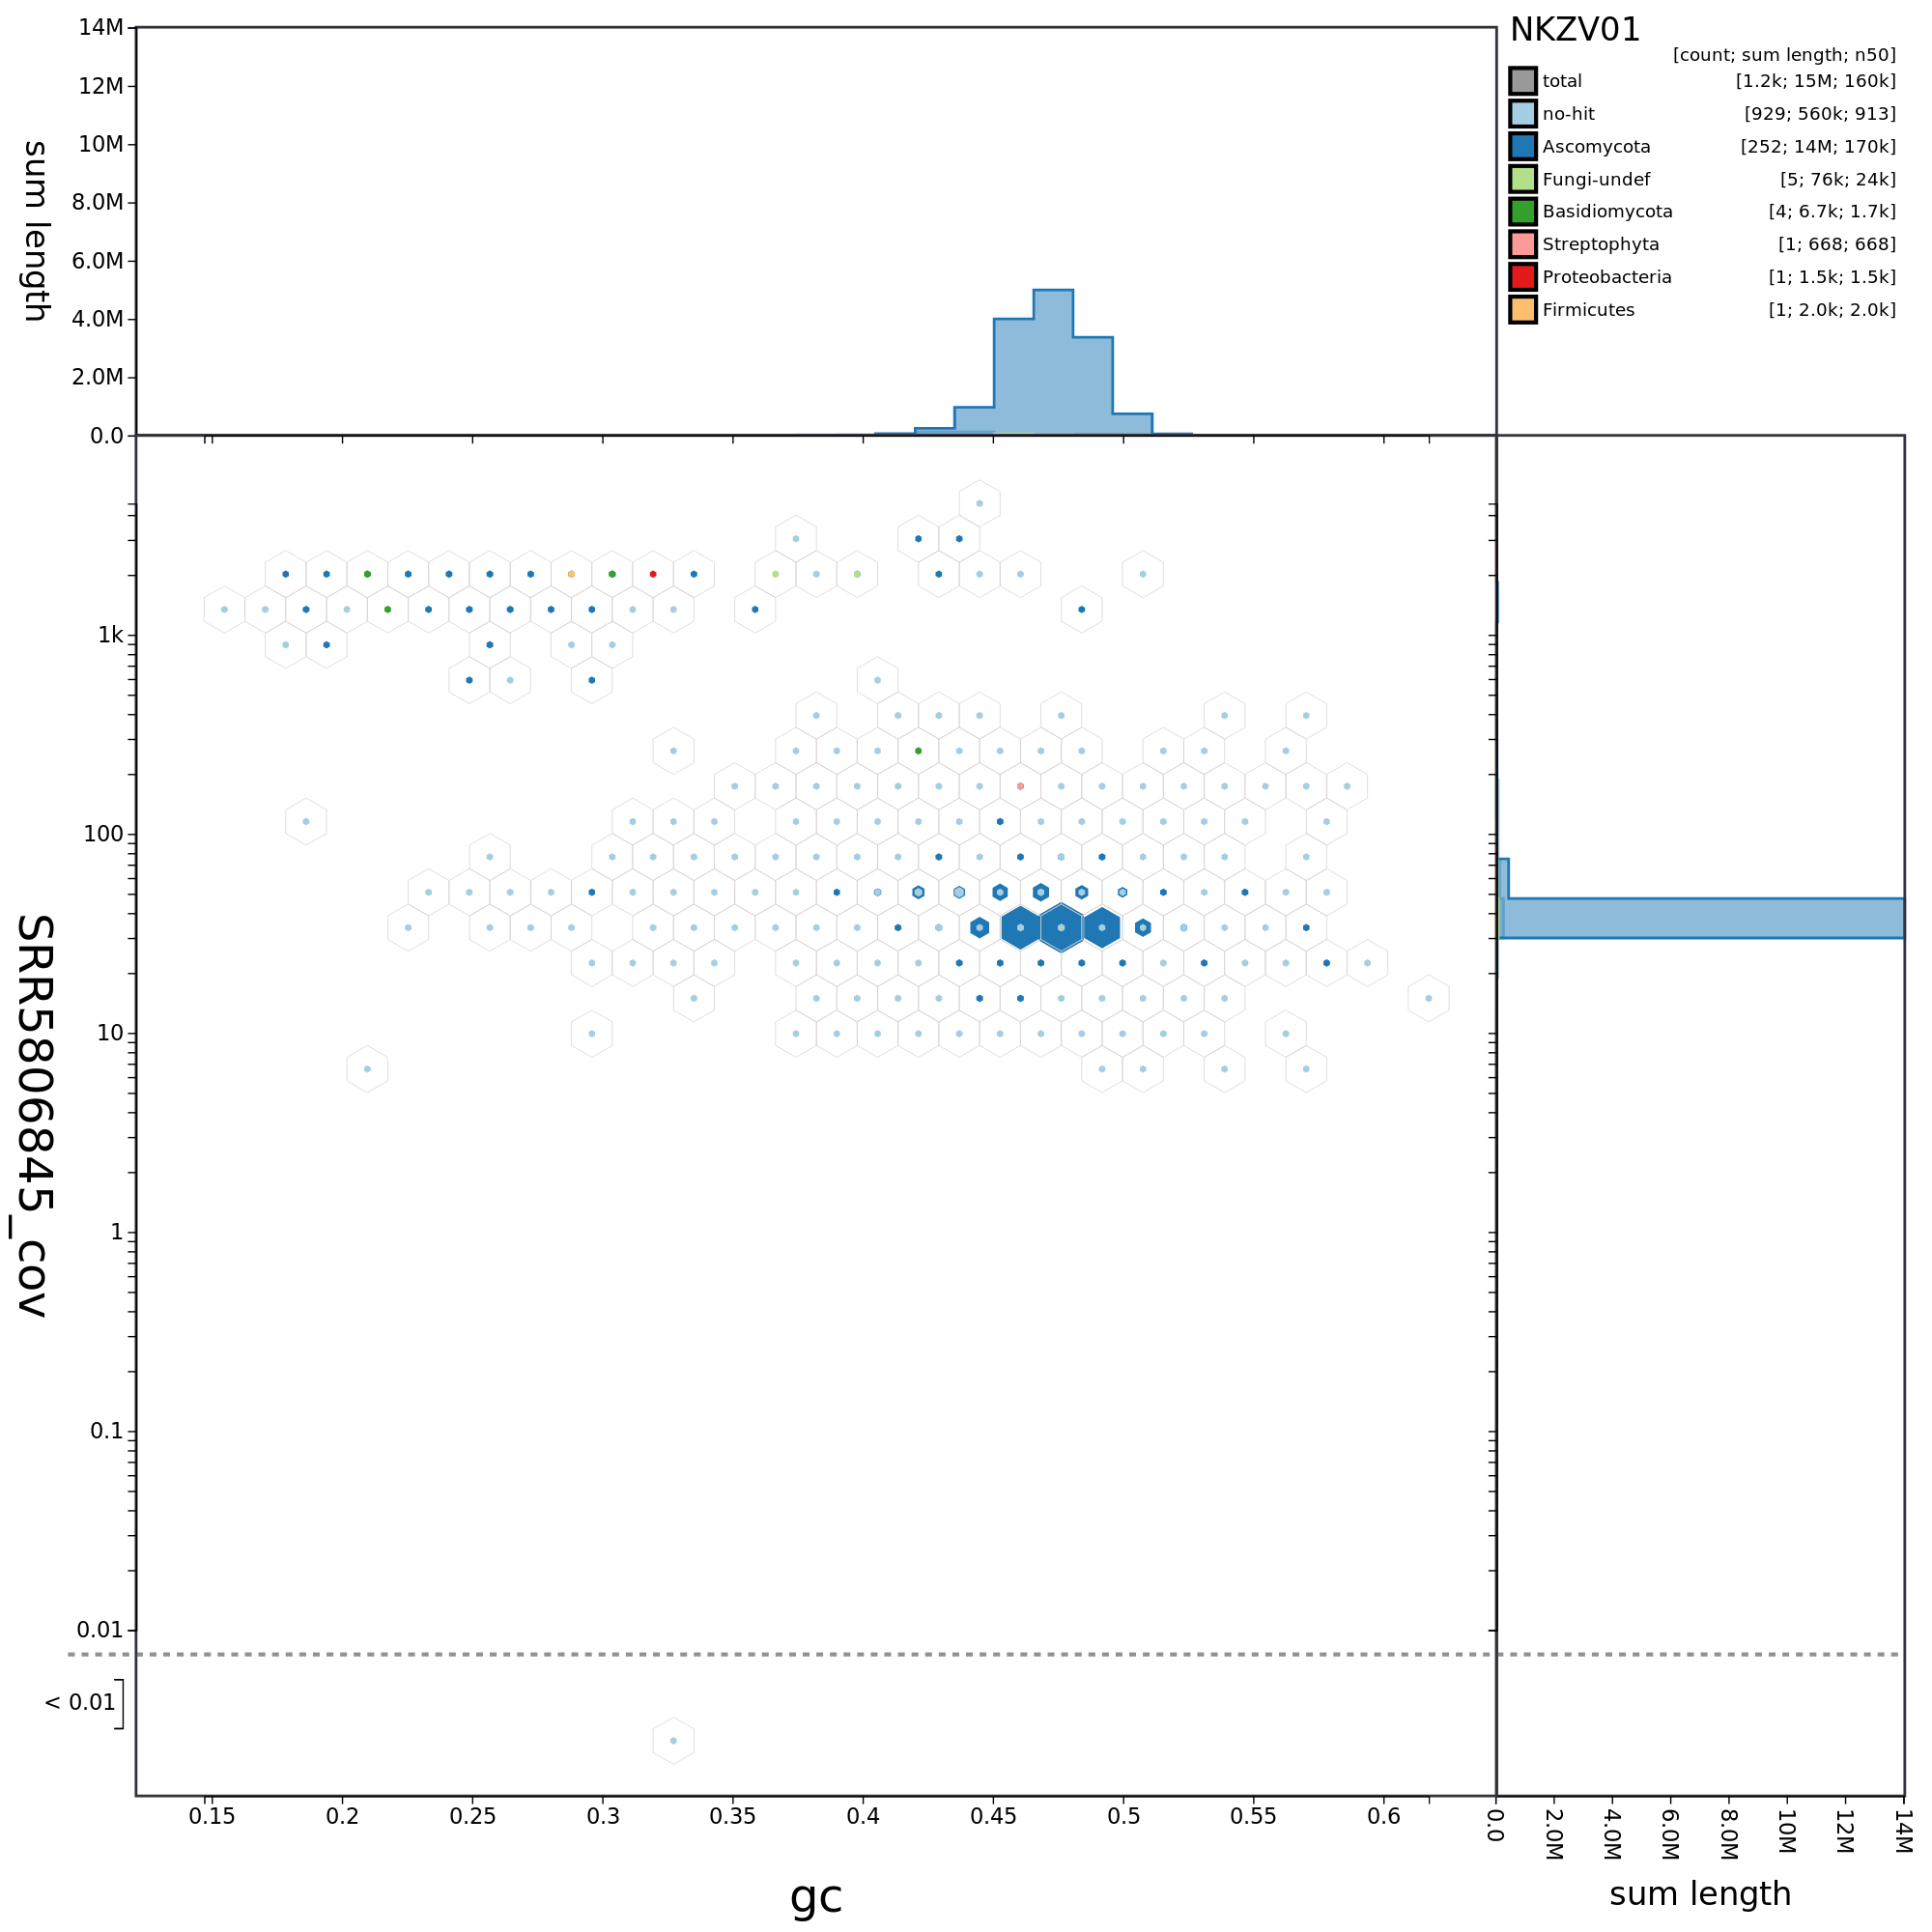 14M
12M
10M
8.0M
6.0M
4.0M
2.0M
0.0
sum length
NKZV01
[count; sum length; n50]
total [1.2k; 15M; 160k]
no-hit [929; 560k; 913]
Ascomycota [252; 14M; 170k]
Fungi-undef [5; 76k; 24k]
Basidiomycota [4; 6.7k; 1.7k]
Streptophyta [1; 668; 668]
Proteobacteria [1; 1.5k; 1.5k]
Firmicutes [1; 2.0k; 2.0k]
1k
100
10
1
0.1
0.01
< 0.01
SRR5806845_cov
0.15 0.2 0.25 0.3 0.35 0.4 0.45 0.5 0.55 0.6
gc
0.0 2.0M 4.0M 6.0M 8.0M 10M 12M 14M
sum length